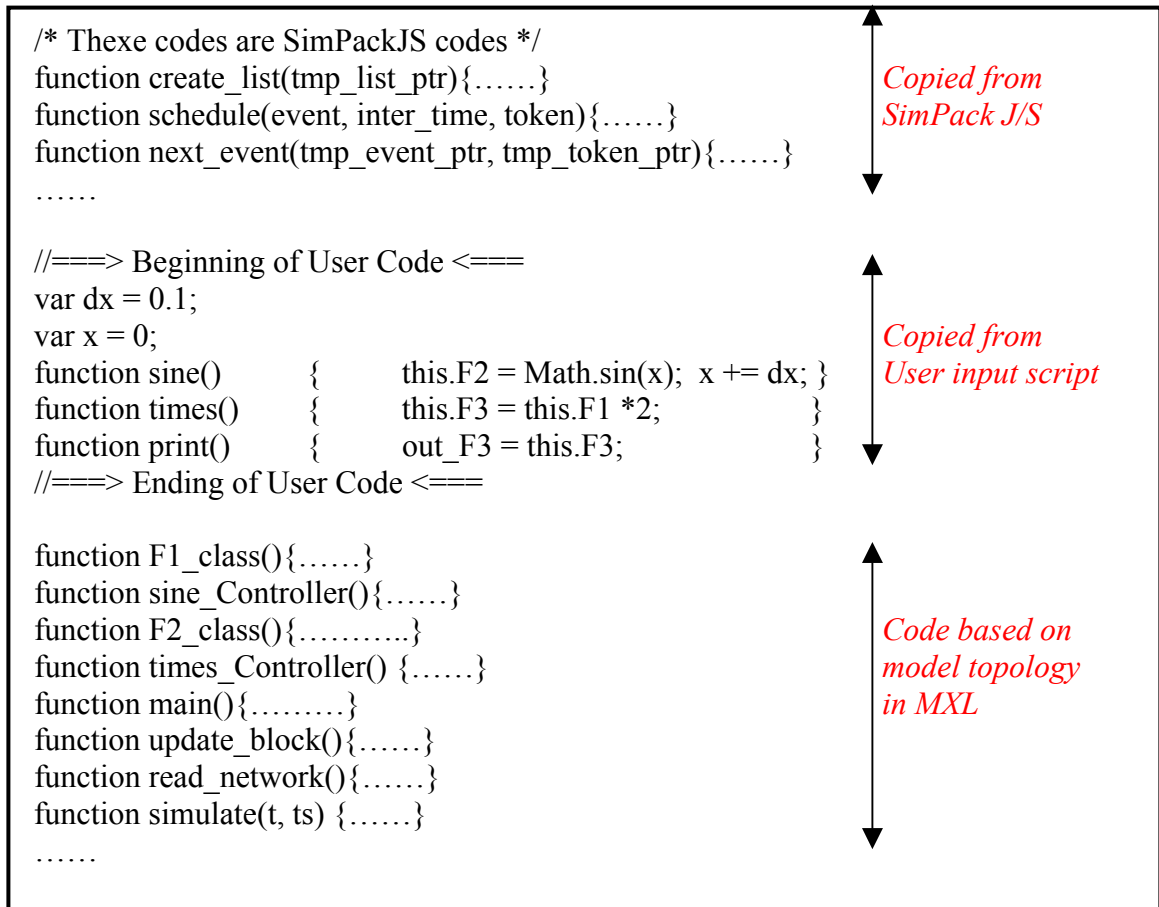 /* Thexe codes are SimPackJS codes */
function create_list(tmp_list_ptr){……}
function schedule(event, inter_time, token){……}
function next_event(tmp_event_ptr, tmp_token_ptr){……}
……
Copied from
SimPack J/S
//===> Beginning of User Code <===
var dx = 0.1;
var x = 0;
function sine() { this.F2 = Math.sin(x); x += dx; }
function times() { this.F3 = this.F1 *2; }
function print() { out_F3 = this.F3; }
//===> Ending of User Code <===
Copied from
User input script
function F1_class(){……}
function sine_Controller(){……}
function F2_class(){………..}
function times_Controller() {……}
function main(){………}
function update_block(){……}
function read_network(){……}
function simulate(t, ts) {……}
……
Code based on
model topology
in MXL